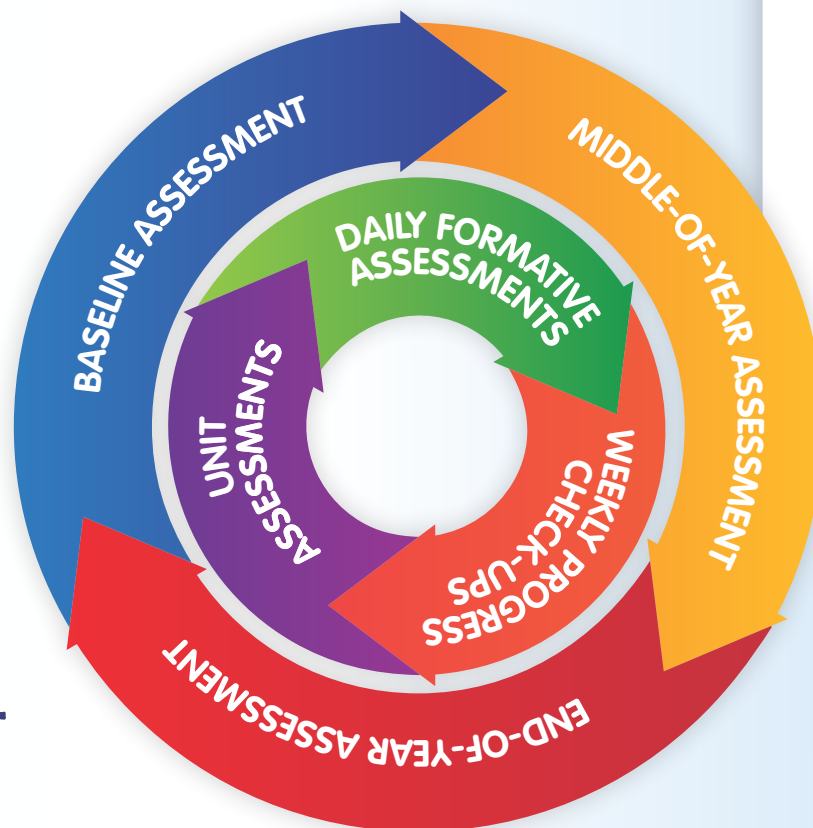 BASELINE ASSESSMENT
MIDDLE-OF-YEAR ASSESSMENT
END-OF-YEAR ASSESSMENT
DAILY FORMATIVE
ASSESSMENTS
WEEKLY PROGRESS
CHECK-UPS
UNIT
ASSESSMENTS